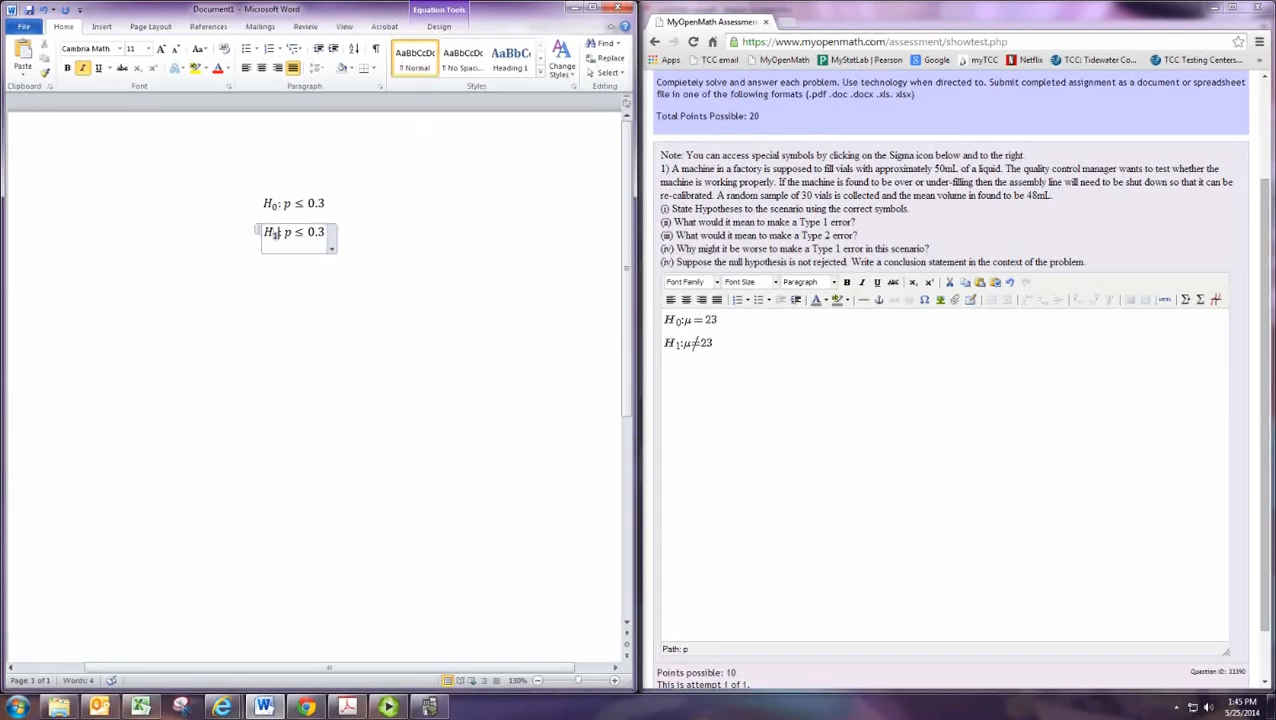 Document1 - Microsoft Word
Equation Tools
MyOpenMath Assessmen
File
Home
Insert
Page Layout
References
Mailings
Review
View
Design
https://www.myopenmath.com/assessment/showtest.php
Apps
TCC email
MyOpenMath
MyStatLab | Pearson
Google
myTCC
Netflix
TCC: Tidewater Co...
TCC Testing Centers...
Paste
Cambria Math
11
AaBbCcDc
AaBbCcDc
AaBbCc
¶ Normal
¶ No Spac...
Heading 1
Change
Styles
Find
Replace
Select
Clipboard
Font
Paragraph
Styles
Editing
Completely solve and answer each problem. Use technology when directed to. Submit completed assignment as a document or spreadsheet
file in one of the following formats (.pdf .doc .docx .xls. xlsx)
Total Points Possible: 20
Note: You can access special symbols by clicking on the Sigma icon below and to the right.
1) A machine in a factory is supposed to fill vials with approximately 50mL of a liquid. The quality control manager wants to test whether the
machine is working properly. If the machine is found to be over or under-filling then the assembly line will need to be shut down so that it can be
re-calibrated. A random sample of 30 vials is collected and the mean volume in found to be 48mL.
(i) State Hypotheses to the scenario using the correct symbols.
(ii) What would it mean to make a Type 1 error?
(iii) What would it mean to make a Type 2 error?
(iv) Why might it be worse to make a Type 1 error in this scenario?
(iv) Suppose the null hypothesis is not rejected. Write a conclusion statement in the context of the problem.
Font Family
Font Size
Paragraph
B I U ABC
HTML
H₀: p ≤ 0.3
H₁: p ≤ 0.3
H₀:μ = 23
H₁:μ≠23
Path: p
Points possible: 10
This is attempt 1 of 1.
Question ID: 33390
Page: 1 of 1
Words: 4
130%
1:45 PM
5/25/2014